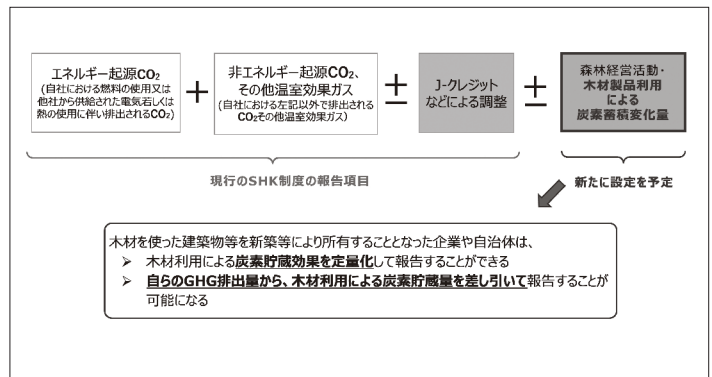 エネルギー起源CO2
(自社における燃料の使用又は
他社から供給された電気若しくは
熱の使用に伴い排出されるCO2)
+
非エネルギー起源CO2、
その他温室効果ガス
(自社における左記以外で排出される
CO2その他温室効果ガス)
±
J-クレジット
などによる調整
±
森林経営活動・
木材製品利用
による
炭素蓄積変化量
現行のSHK制度の報告項目
新たに設定を予定
木材を使った建築物等を新築等により所有することとなった企業や自治体は、
➢ 木材利用による炭素貯蔵効果を定量化して報告することができる
➢ 自らのGHG排出量から、木材利用による炭素貯蔵量を差し引いて報告することが
可能になる